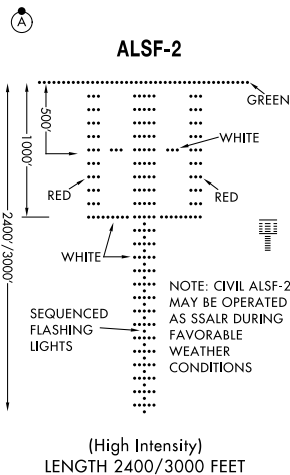 A
ALSF-2
GREEN
500'
1000'
WHITE
RED
RED
2400'/3000'
WHITE
SEQUENCED
FLASHING
LIGHTS
NOTE: CIVIL ALSF-2
MAY BE OPERATED
AS SSALR DURING
FAVORABLE
WEATHER
CONDITIONS
(High Intensity)
LENGTH 2400/3000 FEET